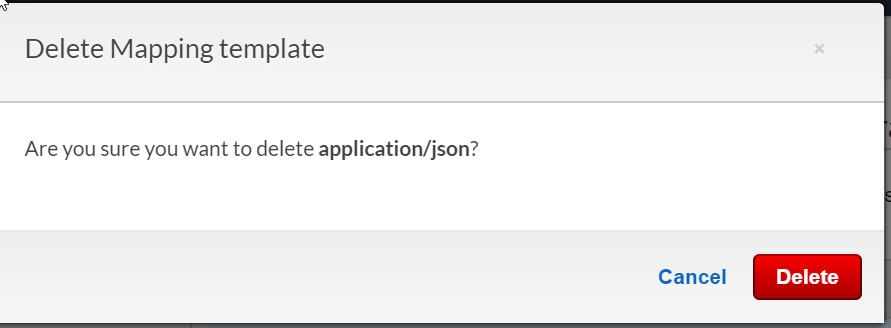 Delete Mapping template
×
Are you sure you want to delete application/json?
Cancel
Delete